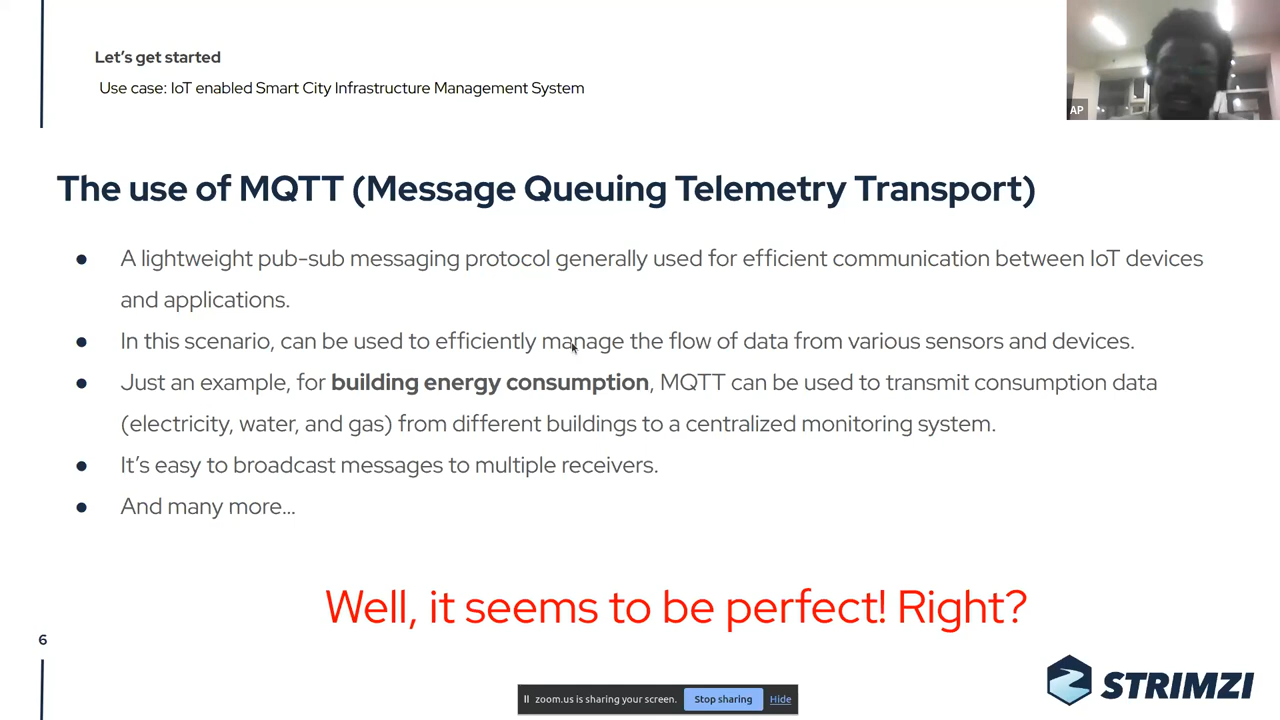 Let's get started
Use case: IoT enabled Smart City Infrastructure Management System
AP
The use of MQTT (Message Queuing Telemetry Transport)
● A lightweight pub-sub messaging protocol generally used for efficient communication between IoT devices
and applications.
● In this scenario, can be used to efficiently manage the flow of data from various sensors and devices.
● Just an example, for building energy consumption, MQTT can be used to transmit consumption data
(electricity, water, and gas) from different buildings to a centralized monitoring system.
● It's easy to broadcast messages to multiple receivers.
● And many more…
Well, it seems to be perfect! Right?
6
STRIMZI
zoom.us is sharing your screen. Stop sharing Hide